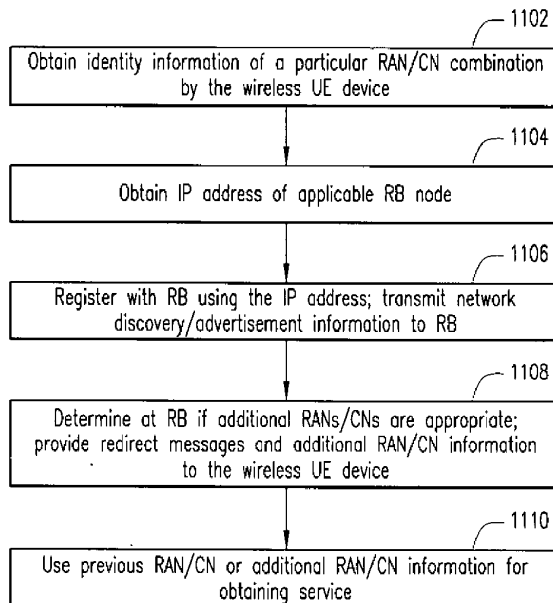 1102
Obtain identity information of a particular RAN/CN combination
by the wireless UE device
1104
Obtain IP address of applicable RB node
1106
Register with RB using the IP address; transmit network
discovery/advertisement information to RB
1108
Determine at RB if additional RANs/CNs are appropriate;
provide redirect messages and additional RAN/CN information
to the wireless UE device
1110
Use previous RAN/CN or additional RAN/CN information for
obtaining service